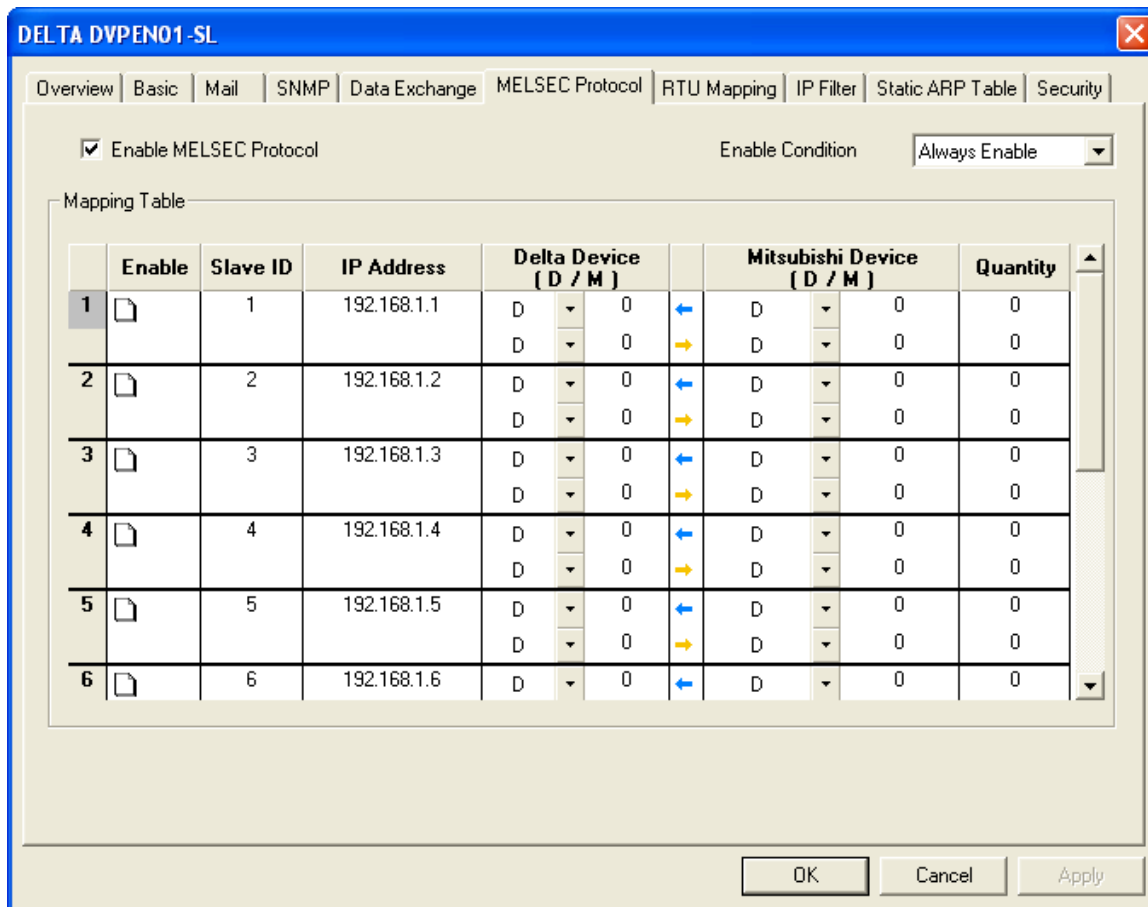 DELTA DVPEN01-SL
Overview Basic Mail SNMP Data Exchange MELSEC Protocol RTU Mapping IP Filter Static ARP Table Security
Enable MELSEC Protocol Enable Condition Always Enable
Mapping Table
Enable Slave ID IP Address Delta Device ( D / M ) Mitsubishi Device ( D / M ) Quantity
1 1 192.168.1.1 D 0 D 0 0
D 0 D 0 0
2 2 192.168.1.2 D 0 D 0 0
D 0 D 0 0
3 3 192.168.1.3 D 0 D 0 0
D 0 D 0 0
4 4 192.168.1.4 D 0 D 0 0
D 0 D 0 0
5 5 192.168.1.5 D 0 D 0 0
D 0 D 0 0
6 6 192.168.1.6 D 0 D 0 0
OK Cancel Apply